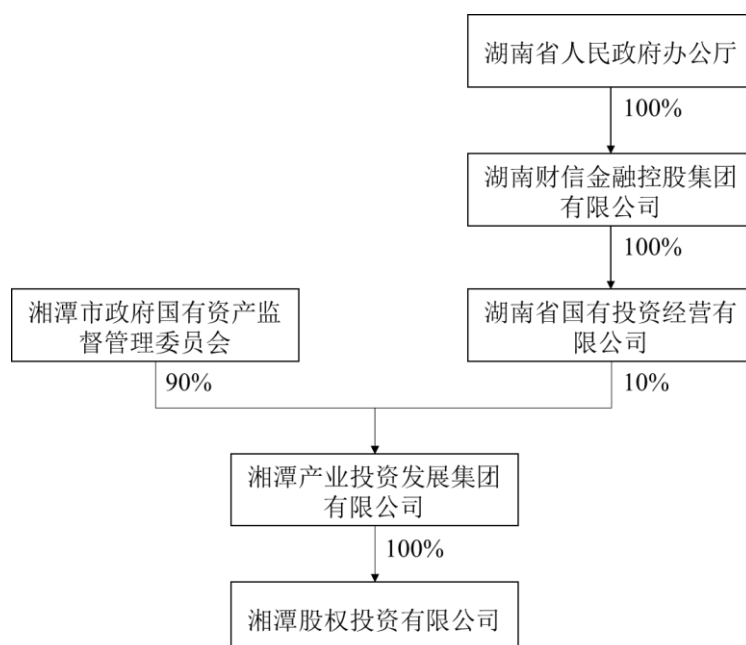 湖南省人民政府办公厅
100%
湖南财信金融控股集团
有限公司
100%
湘潭市政府国有资产监
督管理委员会
湖南省国有投资经营有
限公司
90%
10%
湘潭产业投资发展集团
有限公司
100%
湘潭股权投资有限公司